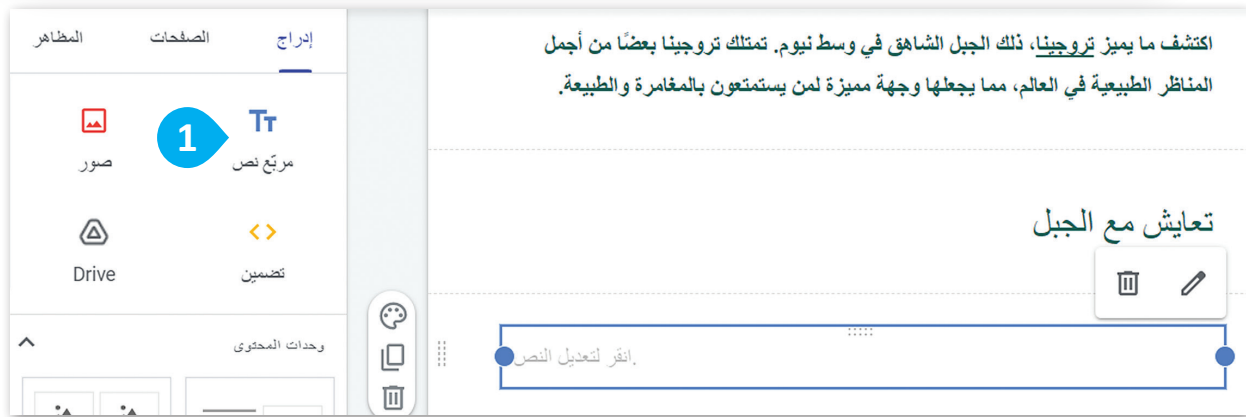 إدراج
الصفحات
المظاهر
1
مربّع نص
صور
تضمين
Drive
وحدات المحتوى
اكتشف ما يميز تروجينا، ذلك الجبل الشاهق في وسط نيوم. تمتلك تروجينا بعضًا من أجمل
المناظر الطبيعية في العالم، مما يجعلها وجهة مميزة لمن يستمتعون بالمغامرة والطبيعة.
تعايش مع الجبل
انقر لتعديل النص.